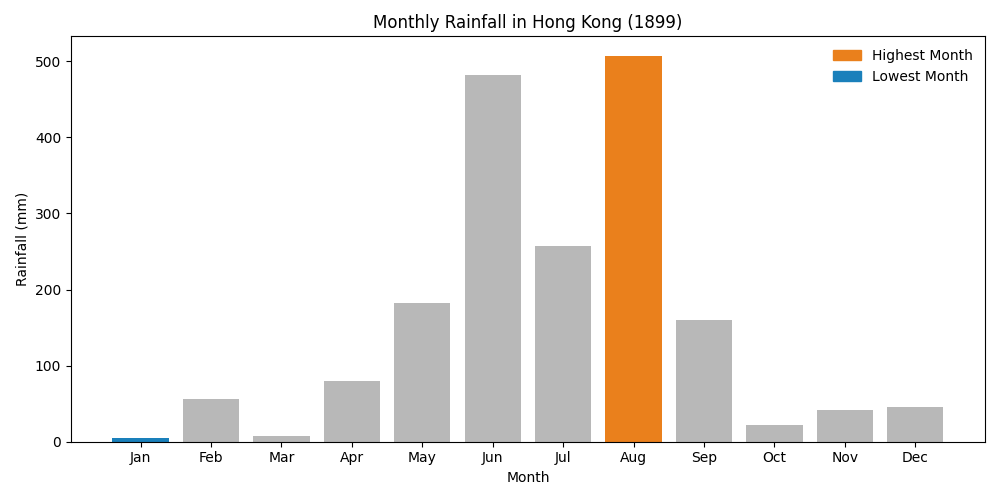 Monthly Rainfall in Hong Kong (1899)
Highest Month
Lowest Month
Rainfall (mm)
500
400
300
200
100
0
Jan Feb Mar Apr May Jun Jul Aug Sep Oct Nov Dec
Month